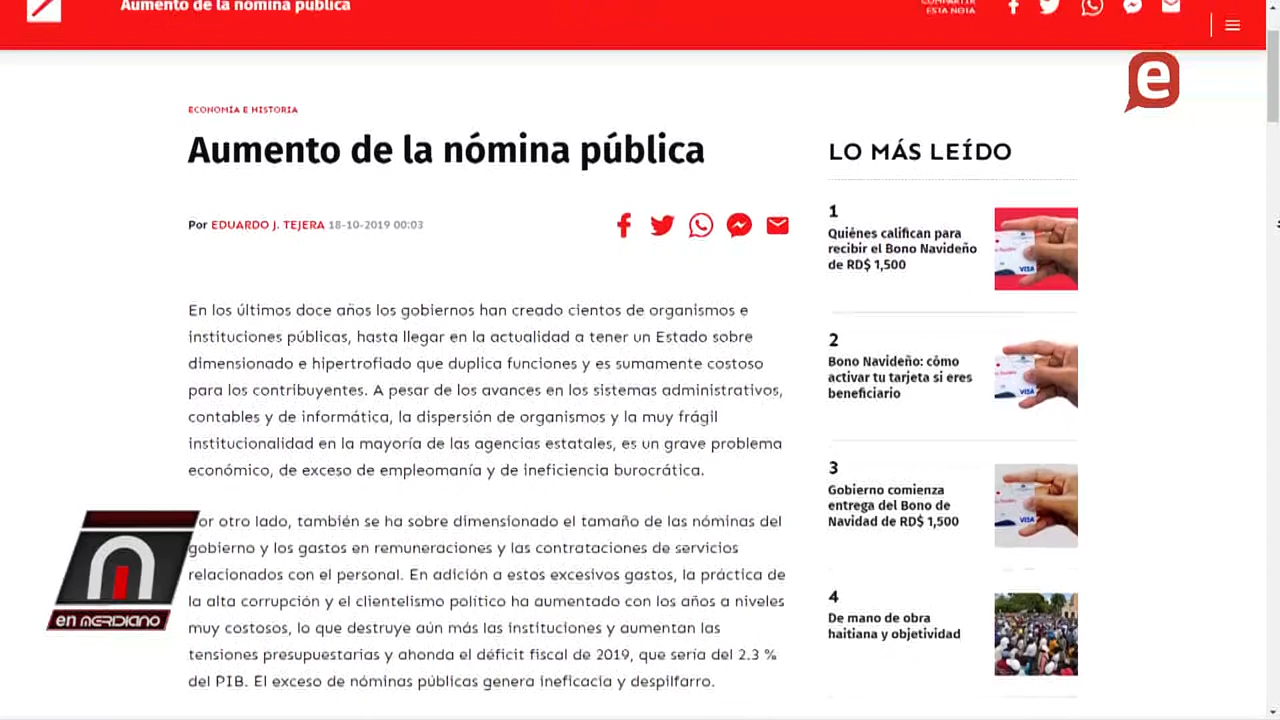 Aumento de la nómina pública
COMPARTIR
ESTA NOTA
e
ECONOMÍA E HISTORIA
Aumento de la nómina pública
Por EDUARDO J. TEJERA 18-10-2019 00:03
En los últimos doce años los gobiernos han creado cientos de organismos e
instituciones públicas, hasta llegar en la actualidad a tener un Estado sobre
dimensionado e hipertrofiado que duplica funciones y es sumamente costoso
para los contribuyentes. A pesar de los avances en los sistemas administrativos,
contables y de informática, la dispersión de organismos y la muy frágil
institucionalidad en la mayoría de las agencias estatales, es un grave problema
económico, de exceso de empleomanía y de ineficiencia burocrática.
or otro lado, también se ha sobre dimensionado el tamaño de las nóminas del
gobierno y los gastos en remuneraciones y las contrataciones de servicios
relacionados con el personal. En adición a estos excesivos gastos, la práctica de
la alta corrupción y el clientelismo político ha aumentado con los años a niveles
muy costosos, lo que destruye aún más las instituciones y aumentan las
tensiones presupuestarias y ahonda el déficit fiscal de 2019, que sería del 2.3 %
del PIB. El exceso de nóminas públicas genera ineficacia y despilfarro.
en MERIDIANO
LO MÁS LEÍDO
1
Quiénes califican para
recibir el Bono Navideño
de RD$ 1,500
VISA
2
Bono Navideño: cómo
activar tu tarjeta si eres
beneficiario
VISA
3
Gobierno comienza
entrega del Bono de
Navidad de RD$ 1,500
VISA
4
De mano de obra
haitiana y objetividad